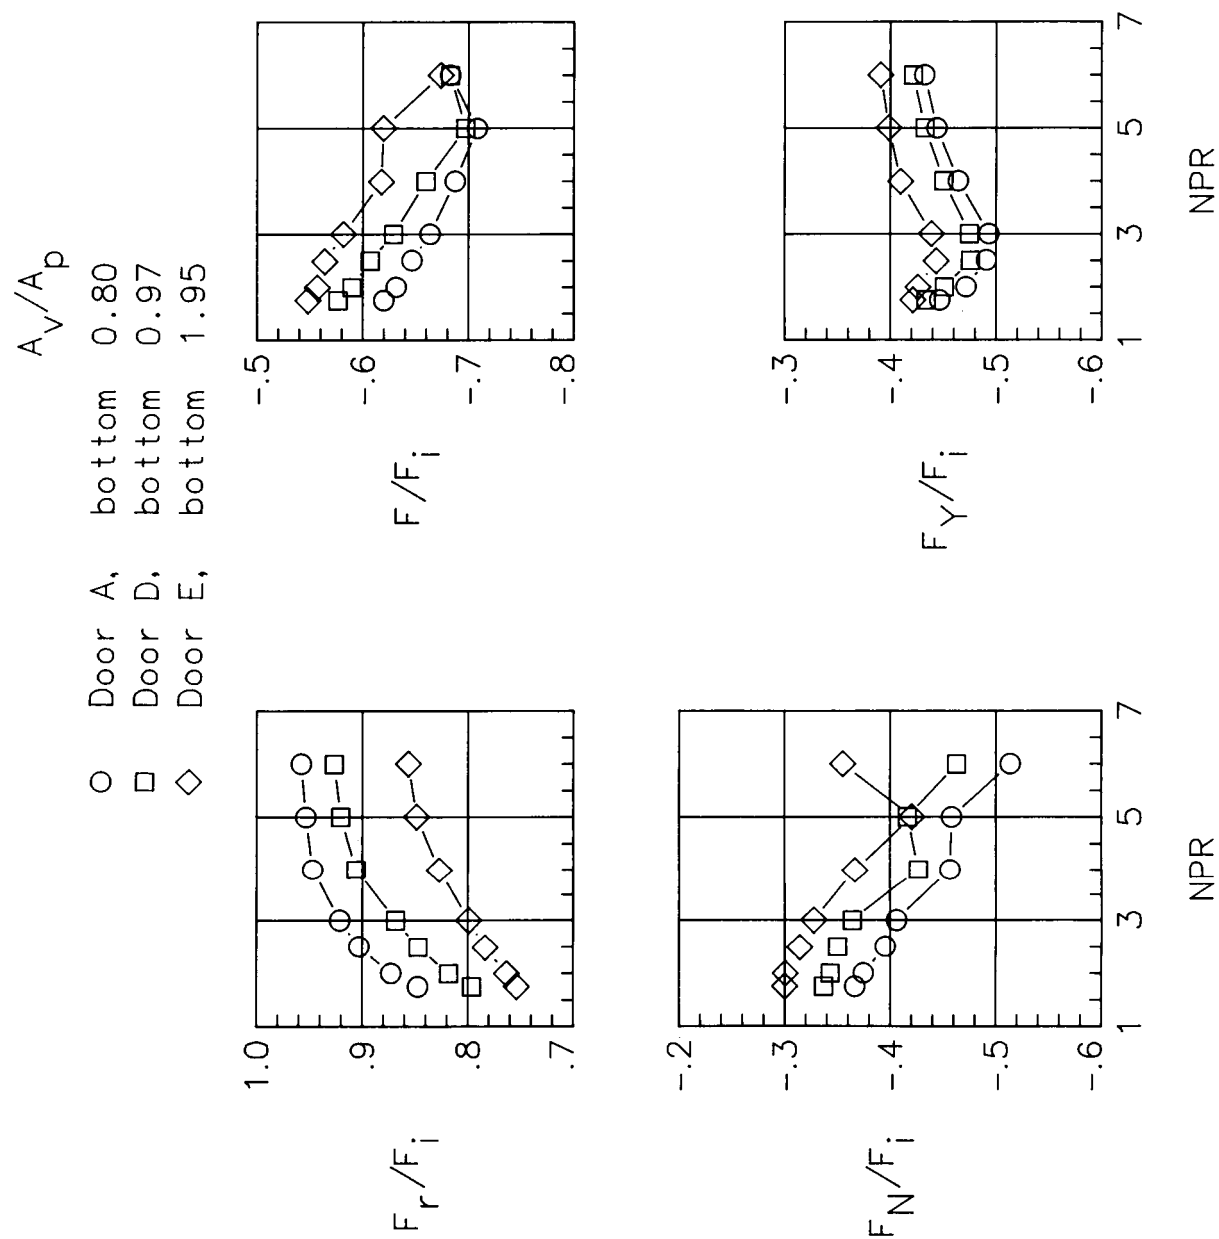 A_v/A_p
Door A, bottom 0.80
Door D, bottom 0.97
Door E, bottom 1.95
F_r/F_i
1.0
.9
.8
.7
F/F_i
-.5
-.6
-.7
-.8
F_N/F_i
-.2
-.3
-.4
-.5
-.6
1 3 5 7
NPR
F_Y/F_i
-.3
-.4
-.5
-.6
1 3 5 7
NPR